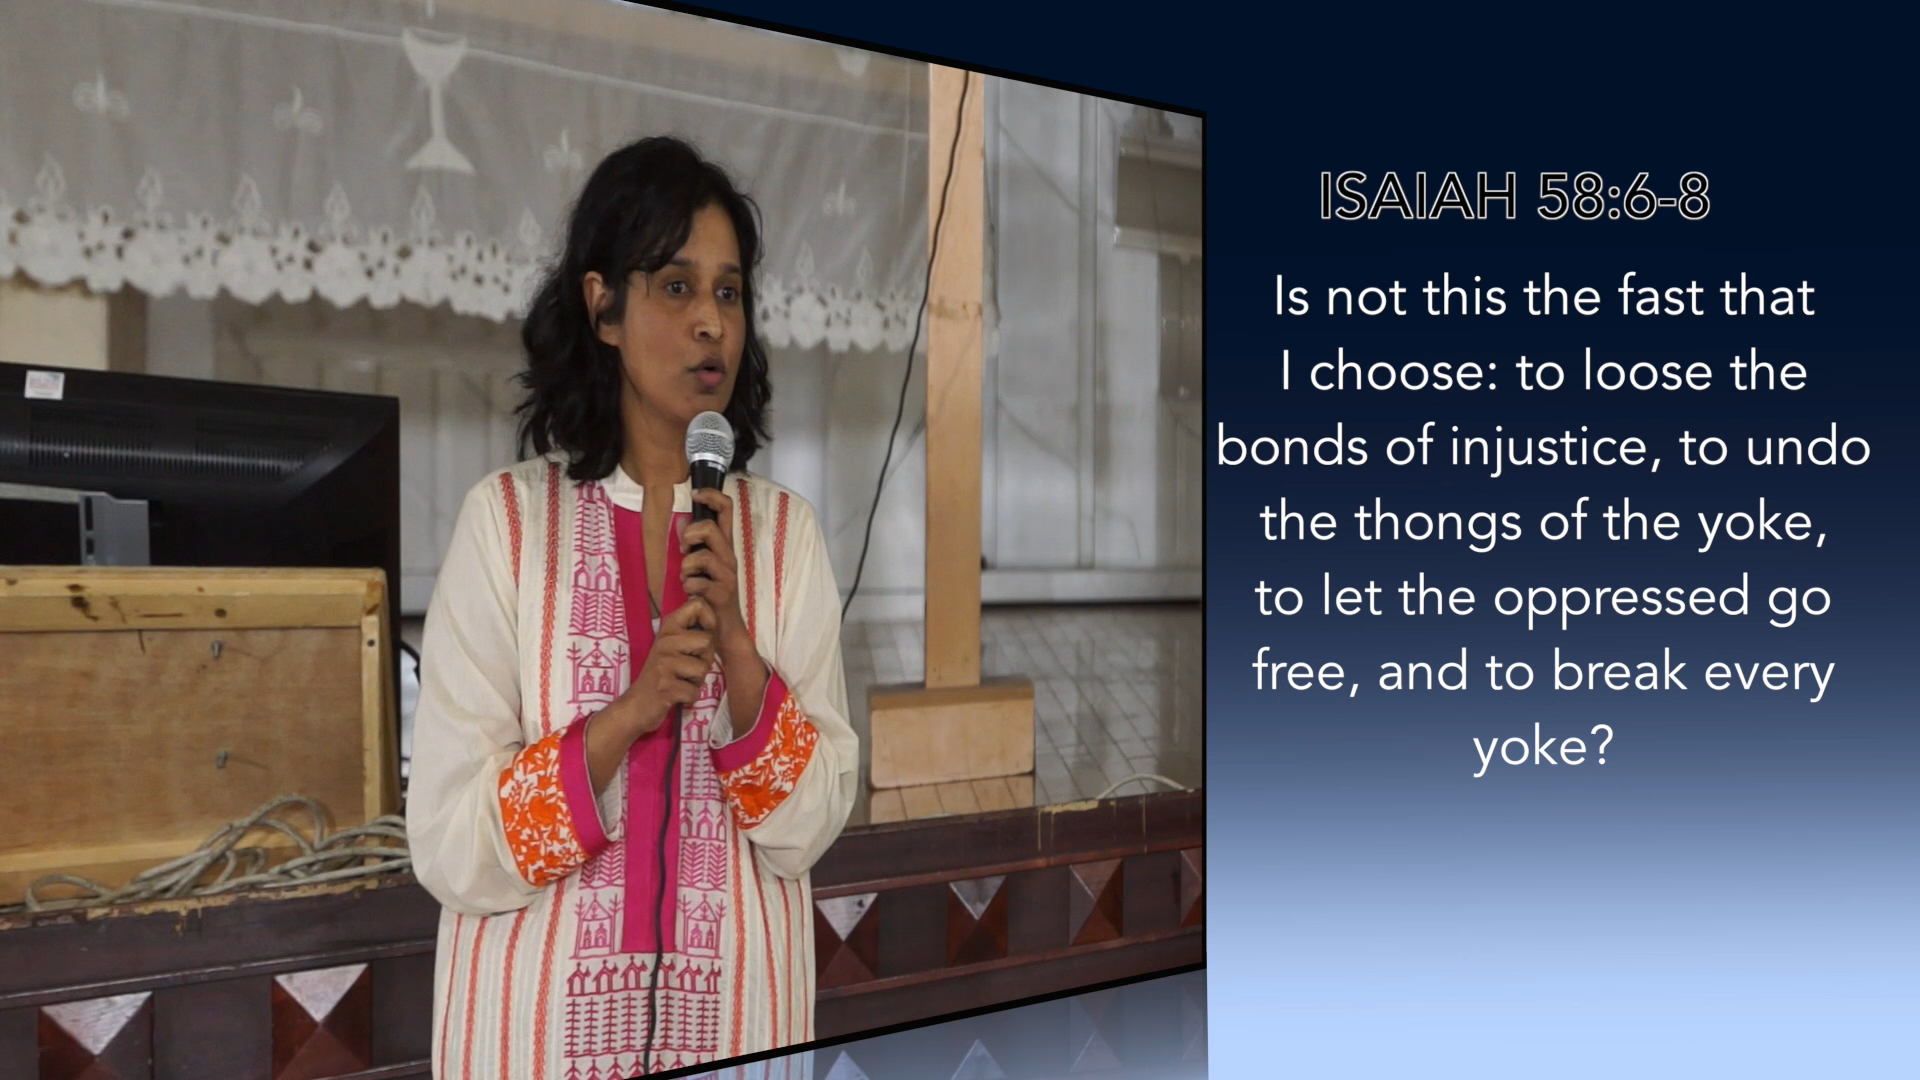 ISAIAH 58:6-8
Is not this the fast that
I choose: to loose the
bonds of injustice, to undo
the thongs of the yoke,
to let the oppressed go
free, and to break every
yoke?